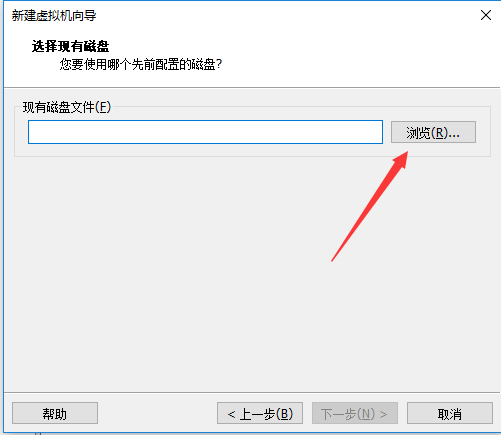 新建虚拟机向导
选择现有磁盘
您要使用哪个先前配置的磁盘?
现有磁盘文件(F)
浏览(R)...
帮助
< 上一步(B)
下一步(N) >
取消